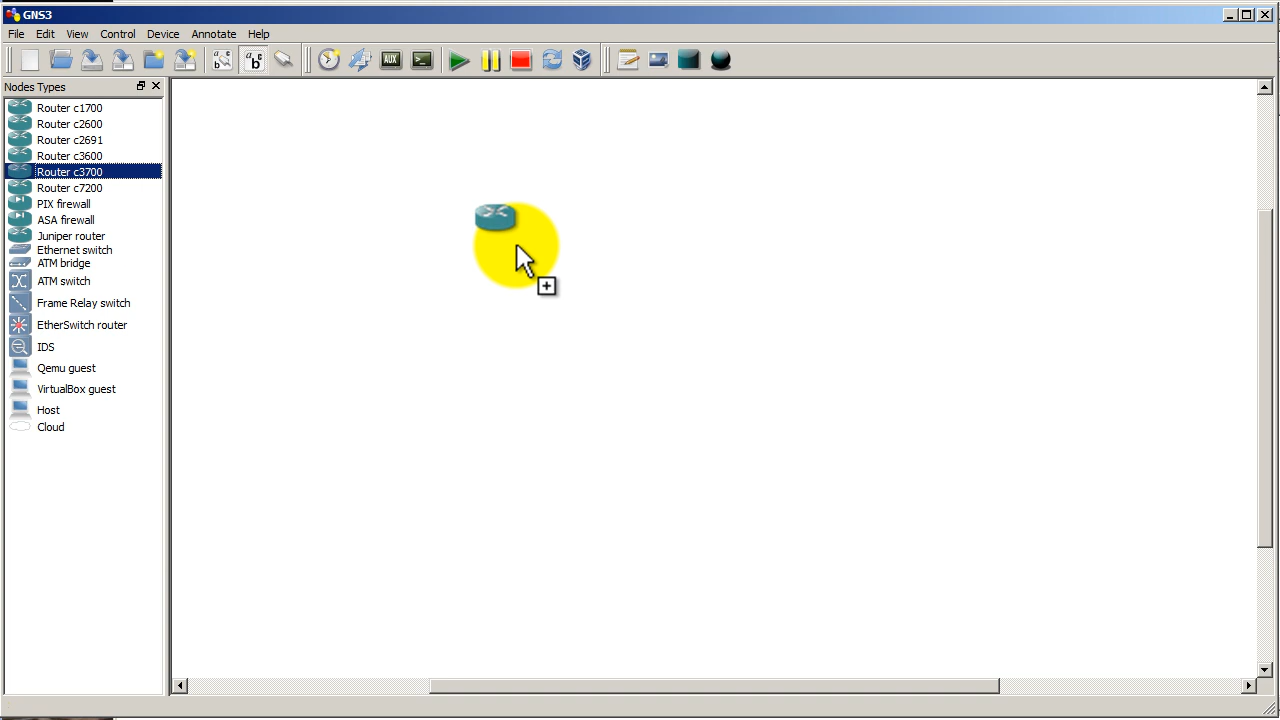 GNS3
File Edit View Control Device Annotate Help
AUX
Nodes Types
Router c1700
Router c2600
Router c2691
Router c3600
Router c3700
Router c7200
PIX firewall
ASA firewall
Juniper router
Ethernet switch
ATM bridge
ATM switch
Frame Relay switch
EtherSwitch router
IDS
Qemu guest
VirtualBox guest
Host
Cloud